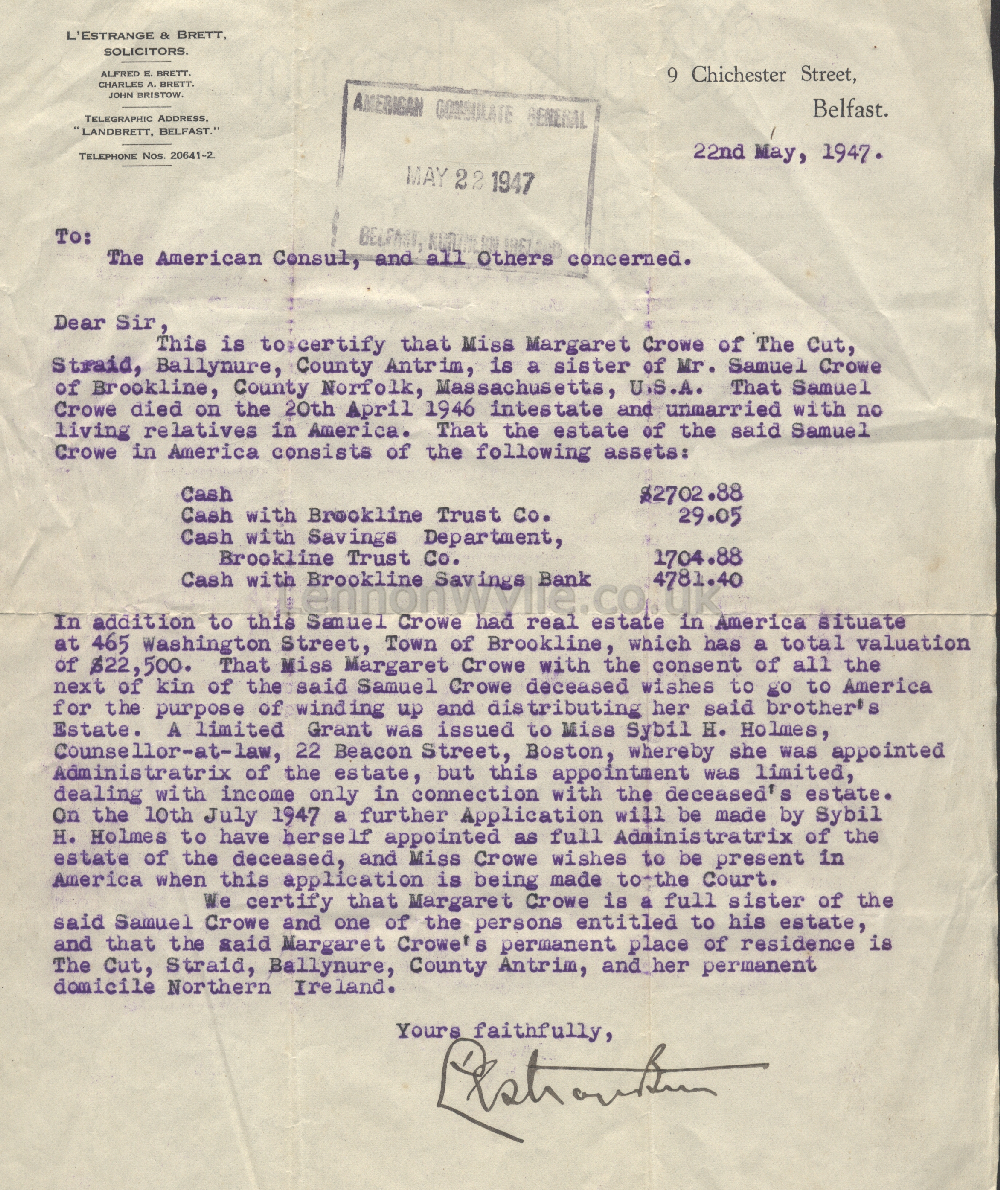 L'ESTRANGE & BRETT,
SOLICITORS.
ALFRED E. BRETT.
CHARLES A. BRETT.
JOHN BRISTOW.
TELEGRAPHIC ADDRESS,
"LANDBRETT, BELFAST."
TELEPHONE NOS. 20641-2.
9 Chichester Street,
Belfast.
22nd May, 1947.
AMERICAN CONSULATE GENERAL
MAY 22 1947
BELFAST, NORTHERN IRELAND
To:
The American Consul, and all Others concerned.
Dear Sir,
This is to certify that Miss Margaret Crowe of The Cut,
Straid, Ballynure, County Antrim, is a sister of Mr. Samuel Crowe
of Brookline, County Norfolk, Massachusetts, U.S.A. That Samuel
Crowe died on the 20th April 1946 intestate and unmarried with no
living relatives in America. That the estate of the said Samuel
Crowe in America consists of the following assets:
Cash $2702.88
Cash with Brookline Trust Co. 29.05
Cash with Savings Department,
Brookline Trust Co. 1704.88
Cash with Brookline Savings Bank 4781.40
LennonWylie.co.uk
In addition to this Samuel Crowe had real estate in America situate
at 465 Washington Street, Town of Brookline, which has a total valuation
of $22,500. That Miss Margaret Crowe with the consent of all the
next of kin of the said Samuel Crowe deceased wishes to go to America
for the purpose of winding up and distributing her said brother's
Estate. A limited Grant was issued to Miss Sybil H. Holmes,
Counsellor-at-law, 22 Beacon Street, Boston, whereby she was appointed
Administratrix of the estate, but this appointment was limited,
dealing with income only in connection with the deceased's estate.
On the 10th July 1947 a further Application will be made by Sybil
H. Holmes to have herself appointed as full Administratrix of the
estate of the deceased, and Miss Crowe wishes to be present in
America when this application is being made to the Court.
We certify that Margaret Crowe is a full sister of the
said Samuel Crowe and one of the persons entitled to his estate,
and that the said Margaret Crowe's permanent place of residence is
The Cut, Straid, Ballynure, County Antrim, and her permanent
domicile Northern Ireland.
Yours faithfully,